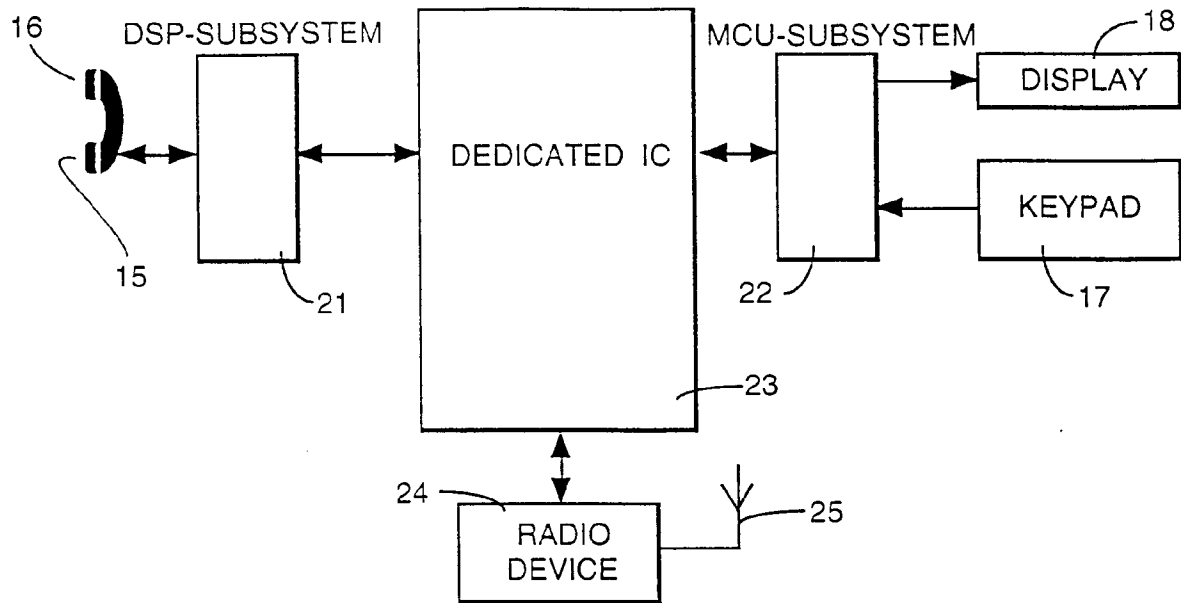 16
DSP-SUBSYSTEM
MCU-SUBSYSTEM
18
DISPLAY
DEDICATED IC
KEYPAD
15
21
22
17
23
24
RADIO
DEVICE
25